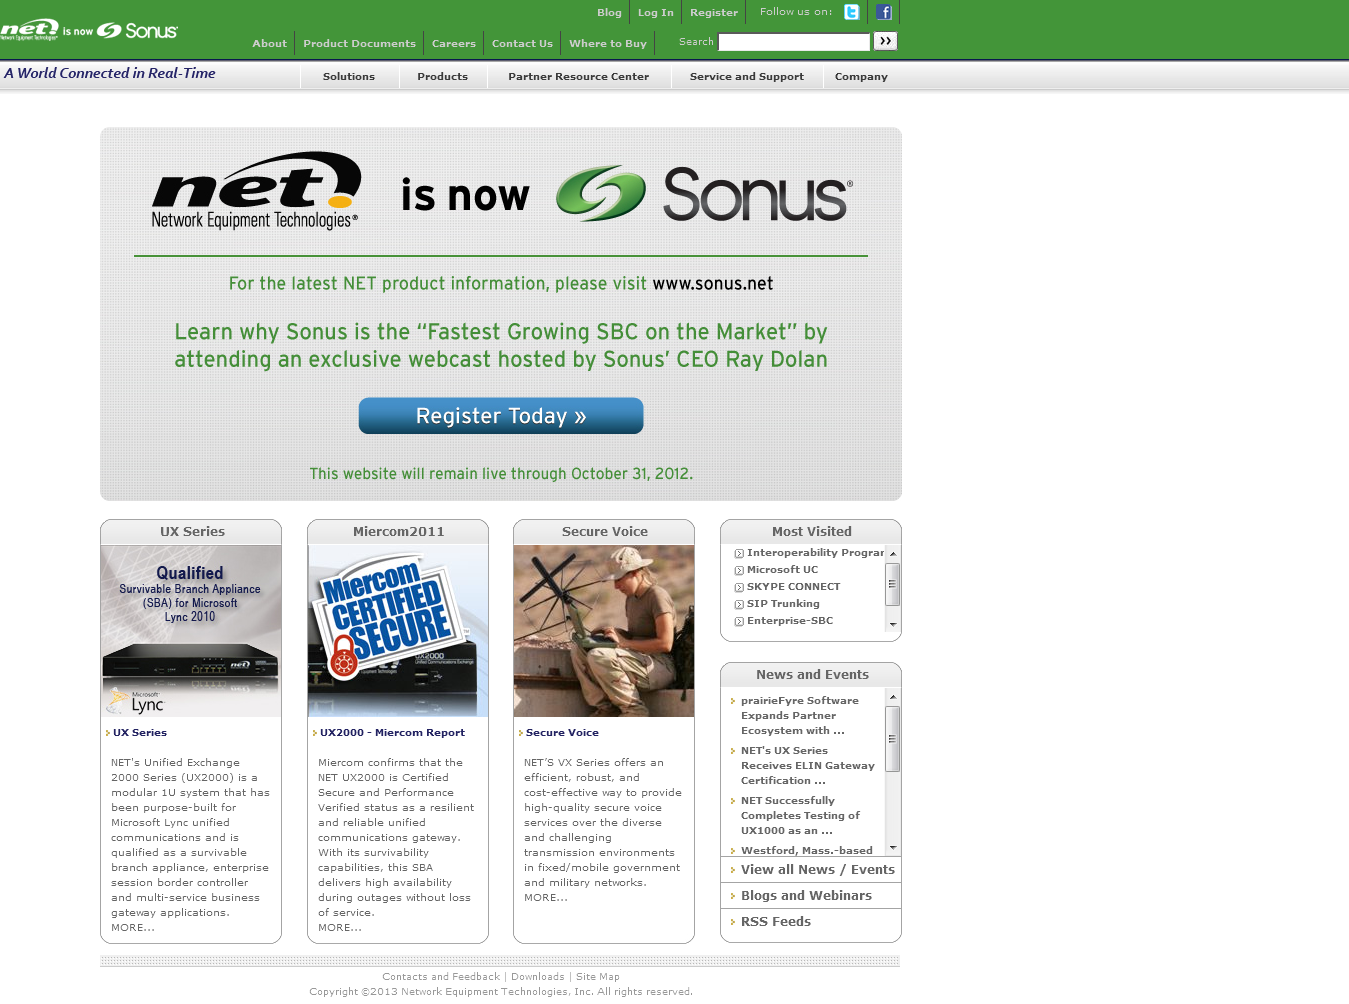 Blog Log In Register Follow us on:
net! is now Sonus
Network Equipment Technologies
About Product Documents Careers Contact Us Where to Buy Search
A World Connected in Real-Time
Solutions Products Partner Resource Center Service and Support Company
net
Network Equipment Technologies®
is now
Sonus®
For the latest NET product information, please visit www.sonus.net
Learn why Sonus is the “Fastest Growing SBC on the Market” by
attending an exclusive webcast hosted by Sonus’ CEO Ray Dolan
Register Today »
This website will remain live through October 31, 2012.
UX Series
Qualified
Survivable Branch Appliance
(SBA) for Microsoft
Lync 2010
net
Microsoft
Lync
UX Series
NET's Unified Exchange
2000 Series (UX2000) is a
modular 1U system that has
been purpose-built for
Microsoft Lync unified
communications and is
qualified as a survivable
branch appliance, enterprise
session border controller
and multi-service business
gateway applications.
MORE...
Miercom2011
Miercom
CERTIFIED
SECURE
UX2000
Unified Communications Exchange
UX2000 - Miercom Report
Miercom confirms that the
NET UX2000 is Certified
Secure and Performance
Verified status as a resilient
and reliable unified
communications gateway.
With its survivability
capabilities, this SBA
delivers high availability
during outages without loss
of service.
MORE...
Secure Voice
Secure Voice
NET’S VX Series offers an
efficient, robust, and
cost-effective way to provide
high-quality secure voice
services over the diverse
and challenging
transmission environments
in fixed/mobile government
and military networks.
MORE...
Most Visited
Interoperability Program
Microsoft UC
SKYPE CONNECT
SIP Trunking
Enterprise-SBC
News and Events
prairieFyre Software
Expands Partner
Ecosystem with ...
NET's UX Series
Receives ELIN Gateway
Certification ...
NET Successfully
Completes Testing of
UX1000 as an ...
Westford, Mass.-based
View all News / Events
Blogs and Webinars
RSS Feeds
Contacts and Feedback | Downloads | Site Map
Copyright ©2013 Network Equipment Technologies, Inc. All rights reserved.